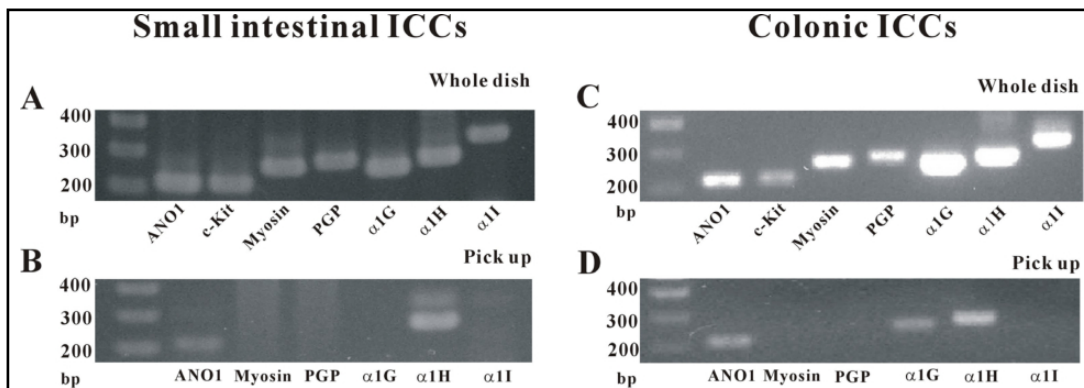 Small intestinal ICCs
Colonic ICCs
A
Whole dish
400
300
200
bp
ANO1 c-Kit Myosin PGP α1G α1H α1I
B
Pick up
400
300
200
bp
ANO1 Myosin PGP α1G α1H α1I
C
Whole dish
400
300
200
bp
ANO1 c-Kit Myosin PGP α1G α1H α1I
D
Pick up
400
300
200
bp
ANO1 Myosin PGP α1G α1H α1I